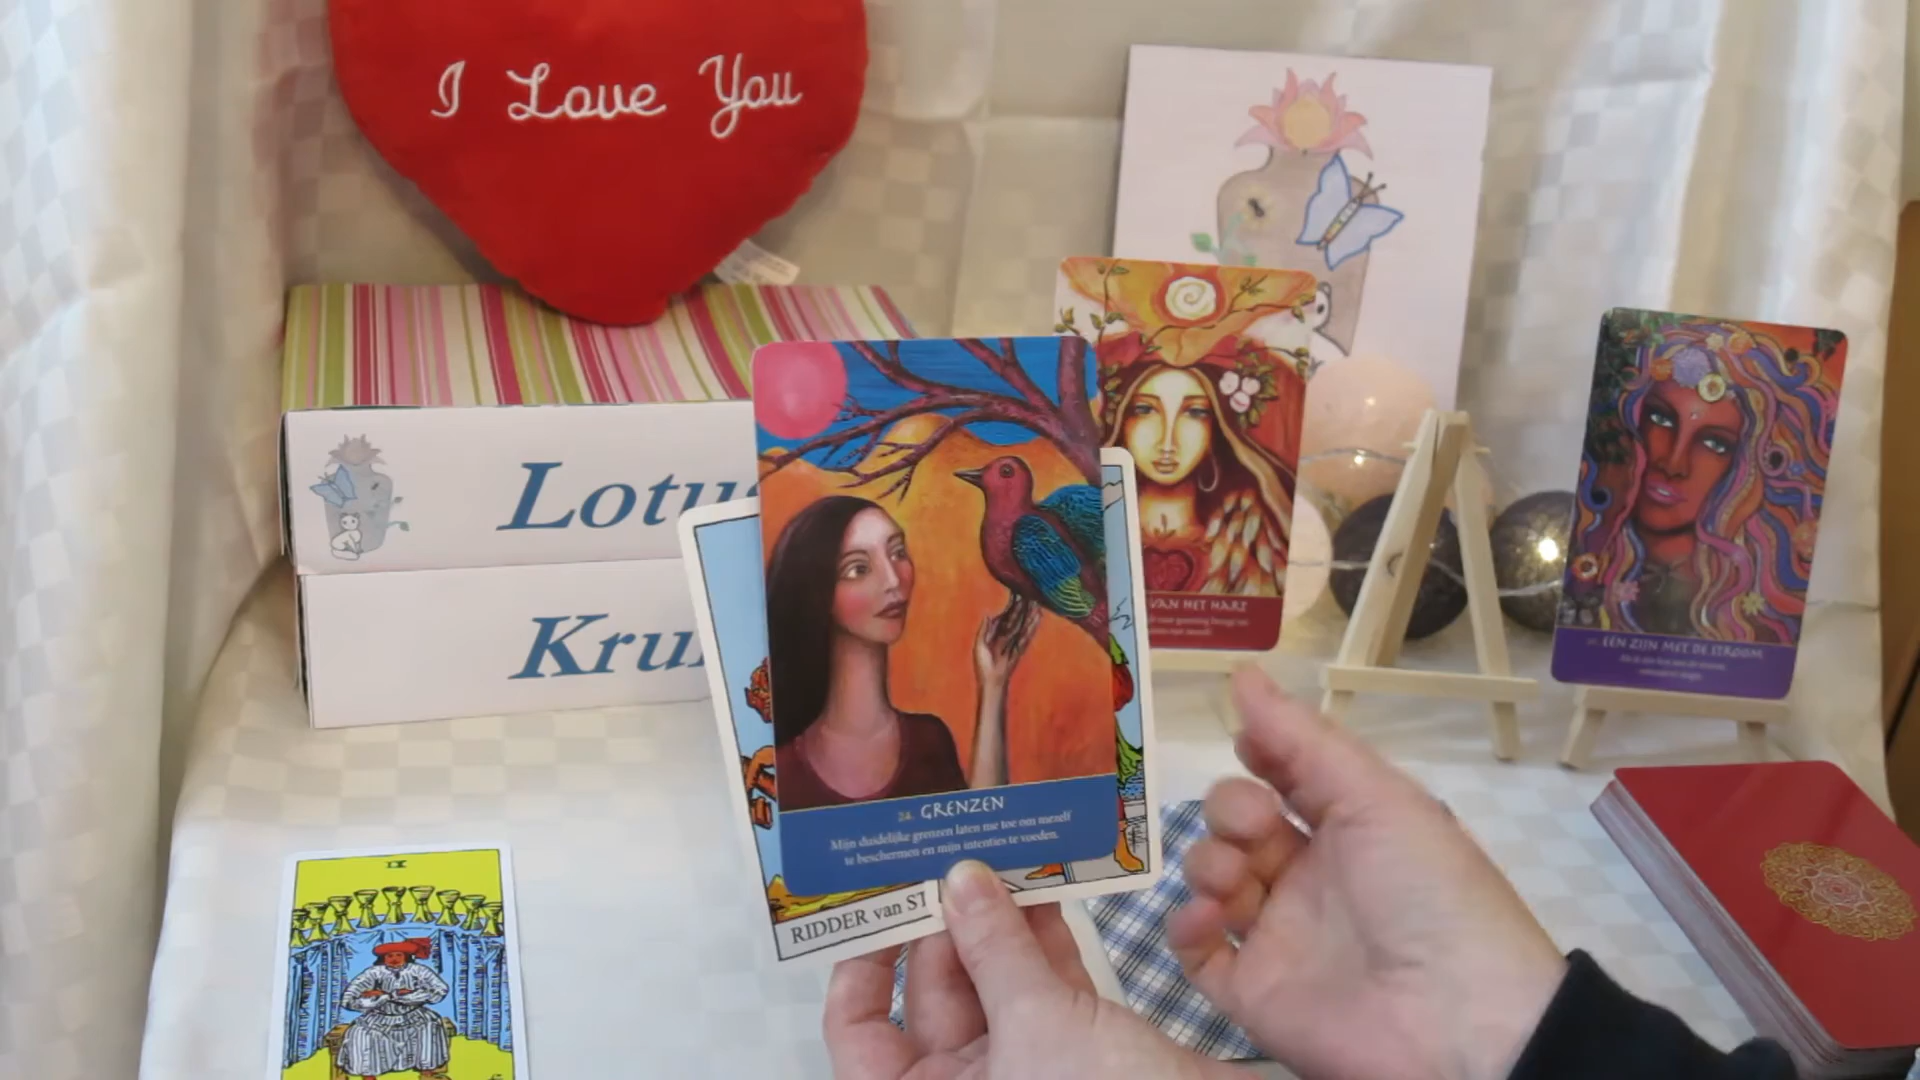 I Love You
Lotu
Kru
24. GRENZEN
Mijn duidelijke grenzen laten me toe om mezelf
te beschermen en mijn intenties te voeden.
RIDDER van ST
VAN HET HART
EEN ZIJN MET DE STROOM
IX